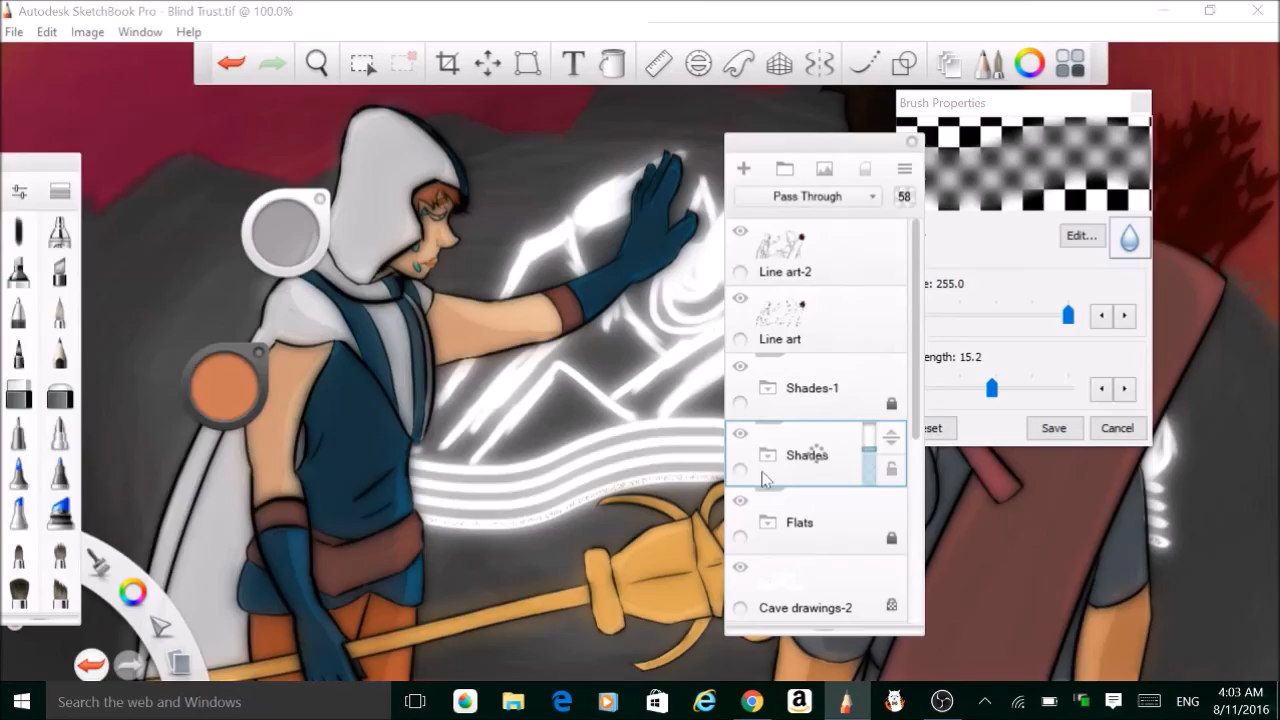 Autodesk SketchBook Pro - Blind Trust.tif @ 100.0%
File Edit Image Window Help
T
Brush Properties
Pass Through 58
Edit...
Line art-2
e: 255.0
Line art
ength: 15.2
Shades-1
eset Save Cancel
Shades
Flats
Cave drawings-2
Search the web and Windows
ENG
4:03 AM
8/11/2016